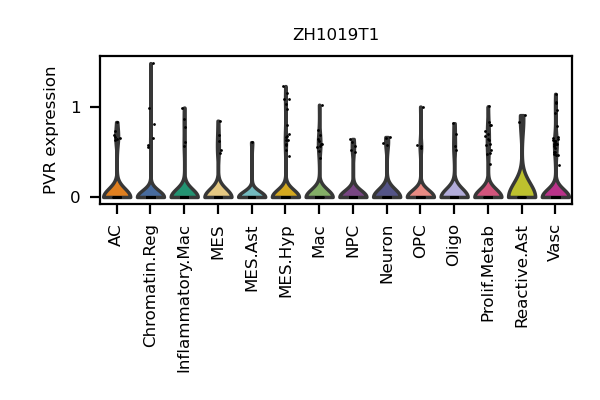 ZH1019T1
PVR expression
1
0
AC
Chromatin.Reg
Inflammatory.Mac
MES
MES.Ast
MES.Hyp
Mac
NPC
Neuron
OPC
Oligo
Prolif.Metab
Reactive.Ast
Vasc